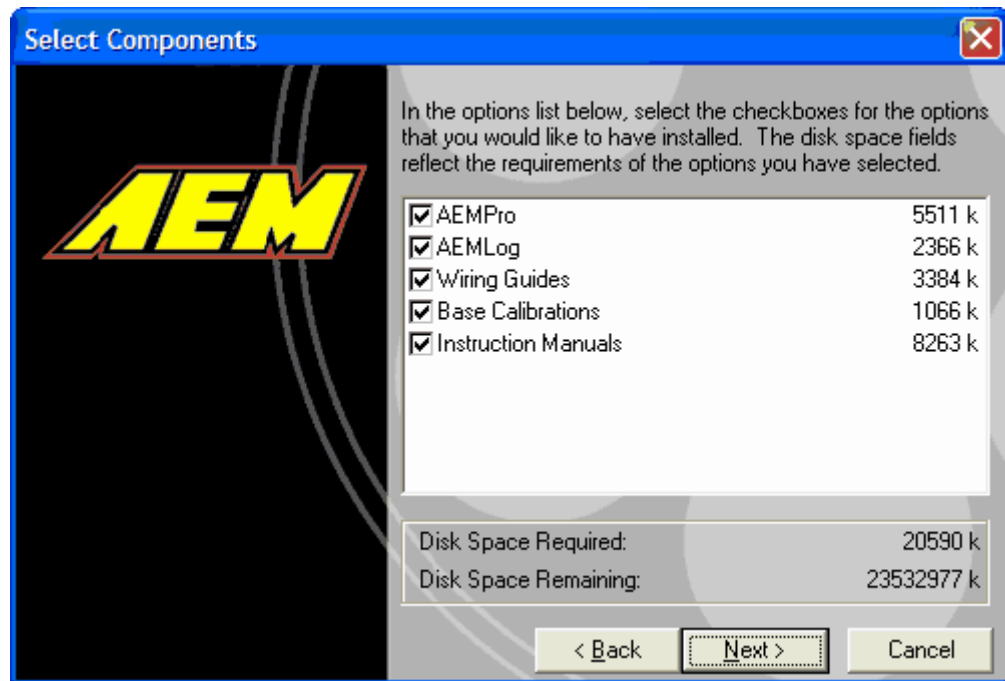 Select Components
AEM
In the options list below, select the checkboxes for the options
that you would like to have installed. The disk space fields
reflect the requirements of the options you have selected.
AEMPro 5511 k
AEMLog 2366 k
Wiring Guides 3384 k
Base Calibrations 1066 k
Instruction Manuals 8263 k
Disk Space Required: 20590 k
Disk Space Remaining: 23532977 k
< Back Next > Cancel